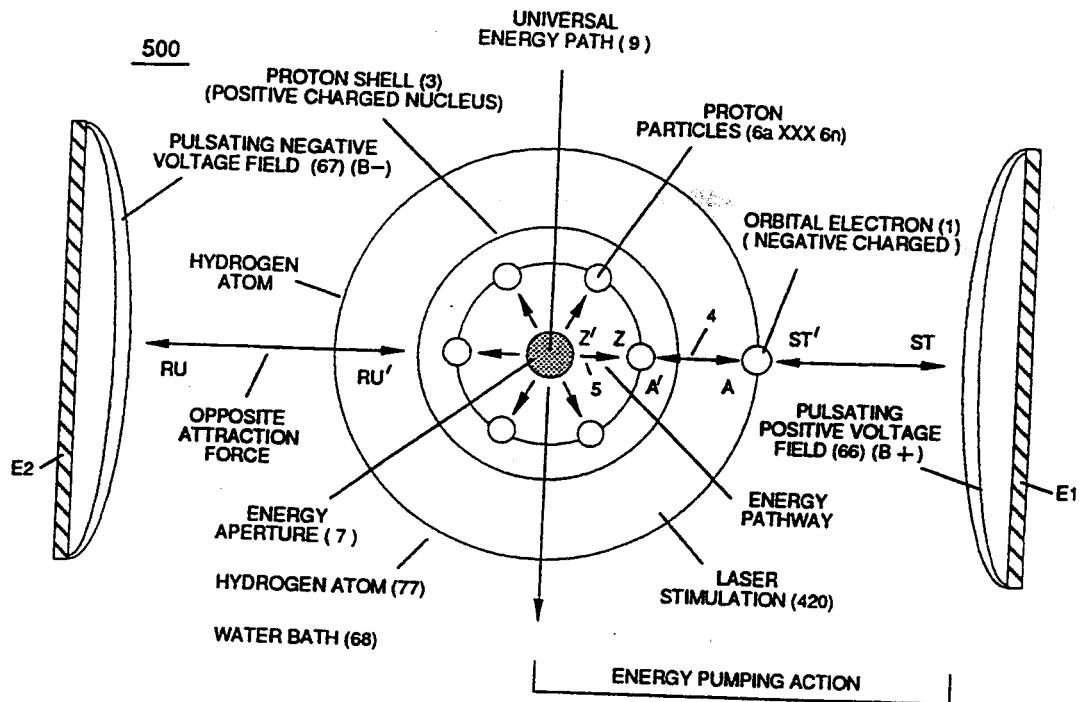 UNIVERSAL
ENERGY PATH (9)
500
PROTON SHELL (3)
(POSITIVE CHARGED NUCLEUS)
PROTON
PARTICLES (6a XXX 6n)
PULSATING NEGATIVE
VOLTAGE FIELD (67) (B−)
ORBITAL ELECTRON (1)
( NEGATIVE CHARGED )
HYDROGEN
ATOM
4
Z' Z
ST' ST
RU RU'
5
A' A
OPPOSITE
ATTRACTION
FORCE
PULSATING
POSITIVE VOLTAGE
FIELD (66) (B +)
E2
E1
ENERGY
APERTURE ( 7 )
ENERGY
PATHWAY
HYDROGEN ATOM (77)
LASER
STIMULATION (420)
WATER BATH (68)
ENERGY PUMPING ACTION